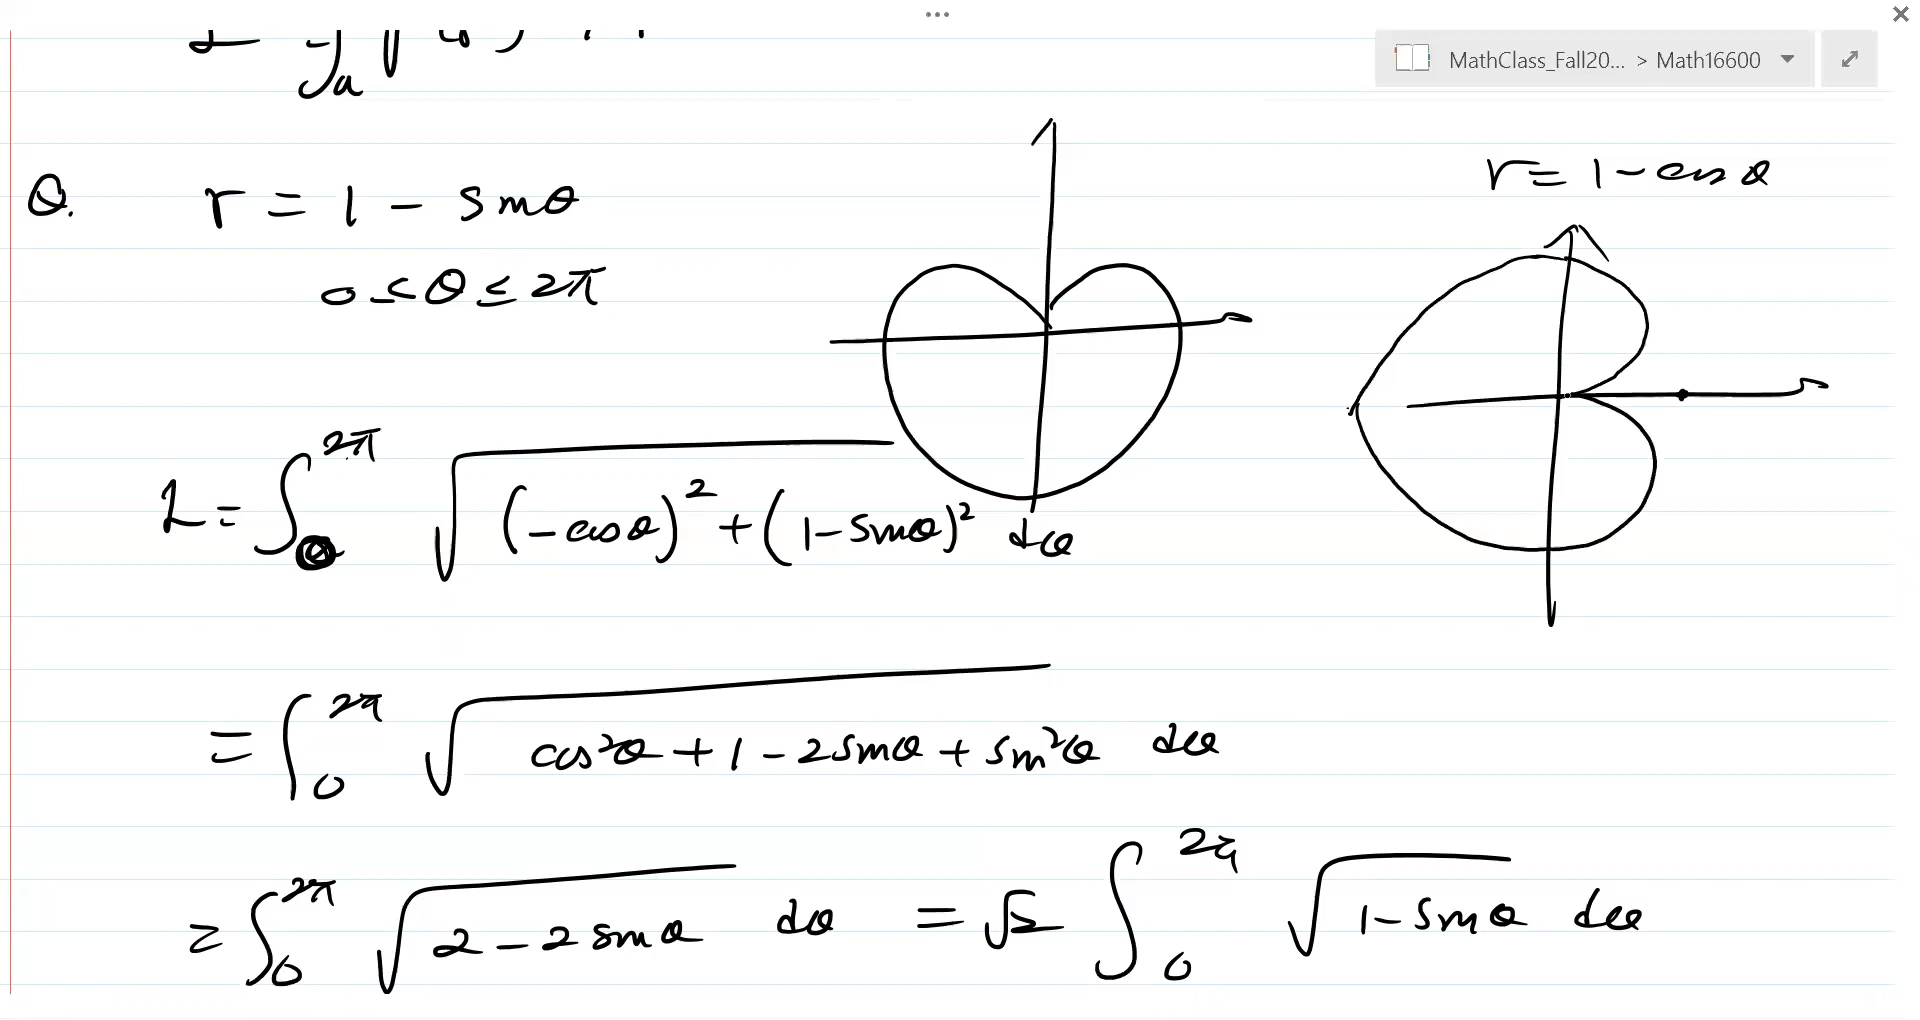 MathClass_Fall20... > Math16600
a
Q. r = 1 - sinθ
r = 1 - cosθ
0 ≤ θ ≤ 2π
L = ∫₀^2π √((-cosθ)² + (1 - sinθ)²) dθ
= ∫₀^2π √(cos²θ + 1 - 2sinθ + sin²θ) dθ
= ∫₀^2π √(2 - 2sinθ) dθ = √2 ∫₀^2π √(1 - sinθ) dθ